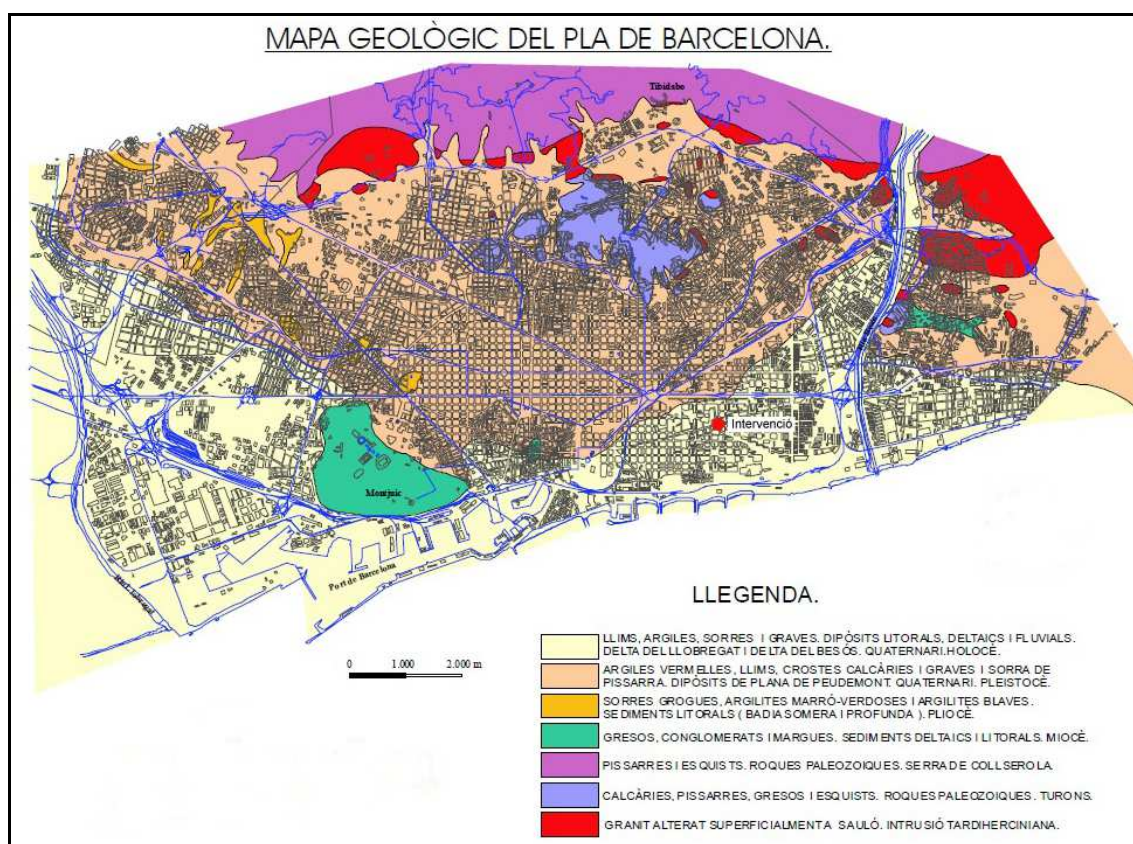 MAPA GEOLÒGIC DEL PLA DE BARCELONA.
Tibidabo
Intervenció
Montjuic
Port de Barcelona
LLEGENDA.
LLIMS, ARGILES, SORRES I GRAVES. DIPÒSITS LITORALS, DELTAICS I FLUVIALS.
DELTA DEL LLOBREGAT I DELTA DEL BESÒS. QUATERNARI.HOLOCÈ.
ARGILES VERMELLES, LLIMS, CROSTES CALCÀRIES I GRAVES I SORRA DE
PISSARRA. DIPÒSITS DE PLANA DE PEUDEMONT. QUATERNARI. PLEISTOCÈ.
SORRES GROGUES, ARGILITES MARRÓ-VERDOSES I ARGILITES BLAVES.
SEDIMENTS LITORALS ( BADIA SOMERA I PROFUNDA ). PLIOCÈ.
GRESOS, CONGLOMERATS I MARGUES. SEDIMENTS DELTAICS I LITORALS. MIOCÈ.
PISSARRES I ESQUISTS. ROQUES PALEOZOIQUES. SERRA DE COLLSEROLA.
CALCÀRIES, PISSARRES, GRESOS I ESQUISTS. ROQUES PALEOZOIQUES. TURONS.
GRANIT ALTERAT SUPERFICIALMENT A SAULÓ. INTRUSIÓ TARDIHERCINIANA.
0 1.000 2.000 m